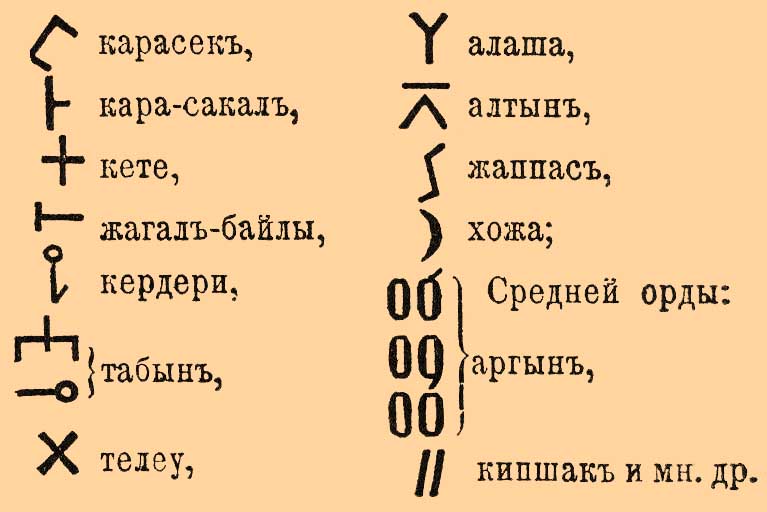 карасекъ,
кара-сакалъ,
кете,
жагалъ-байлы,
кердери,
табынъ,
телеу,
алаша,
алтынъ,
жаппасъ,
хожа;
Средней орды:
аргынъ,
кипшакъ и мн. др.